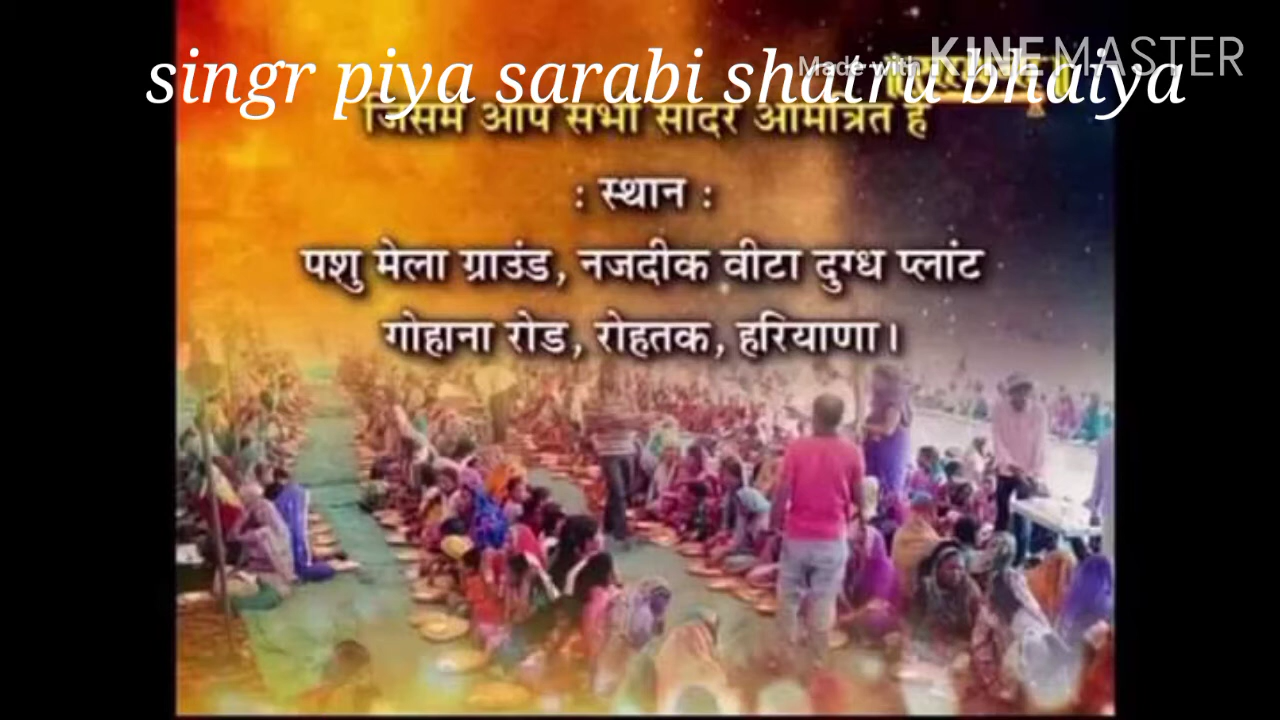 singr piya sarabi shatru bhaiya
Made with KINEMASTER
जिसमें आप सभी सादर आमंत्रित हैं
: स्थान :
पशु मेला ग्राउंड, नजदीक वीटा दुग्ध प्लांट
गोहाना रोड, रोहतक, हरियाणा।